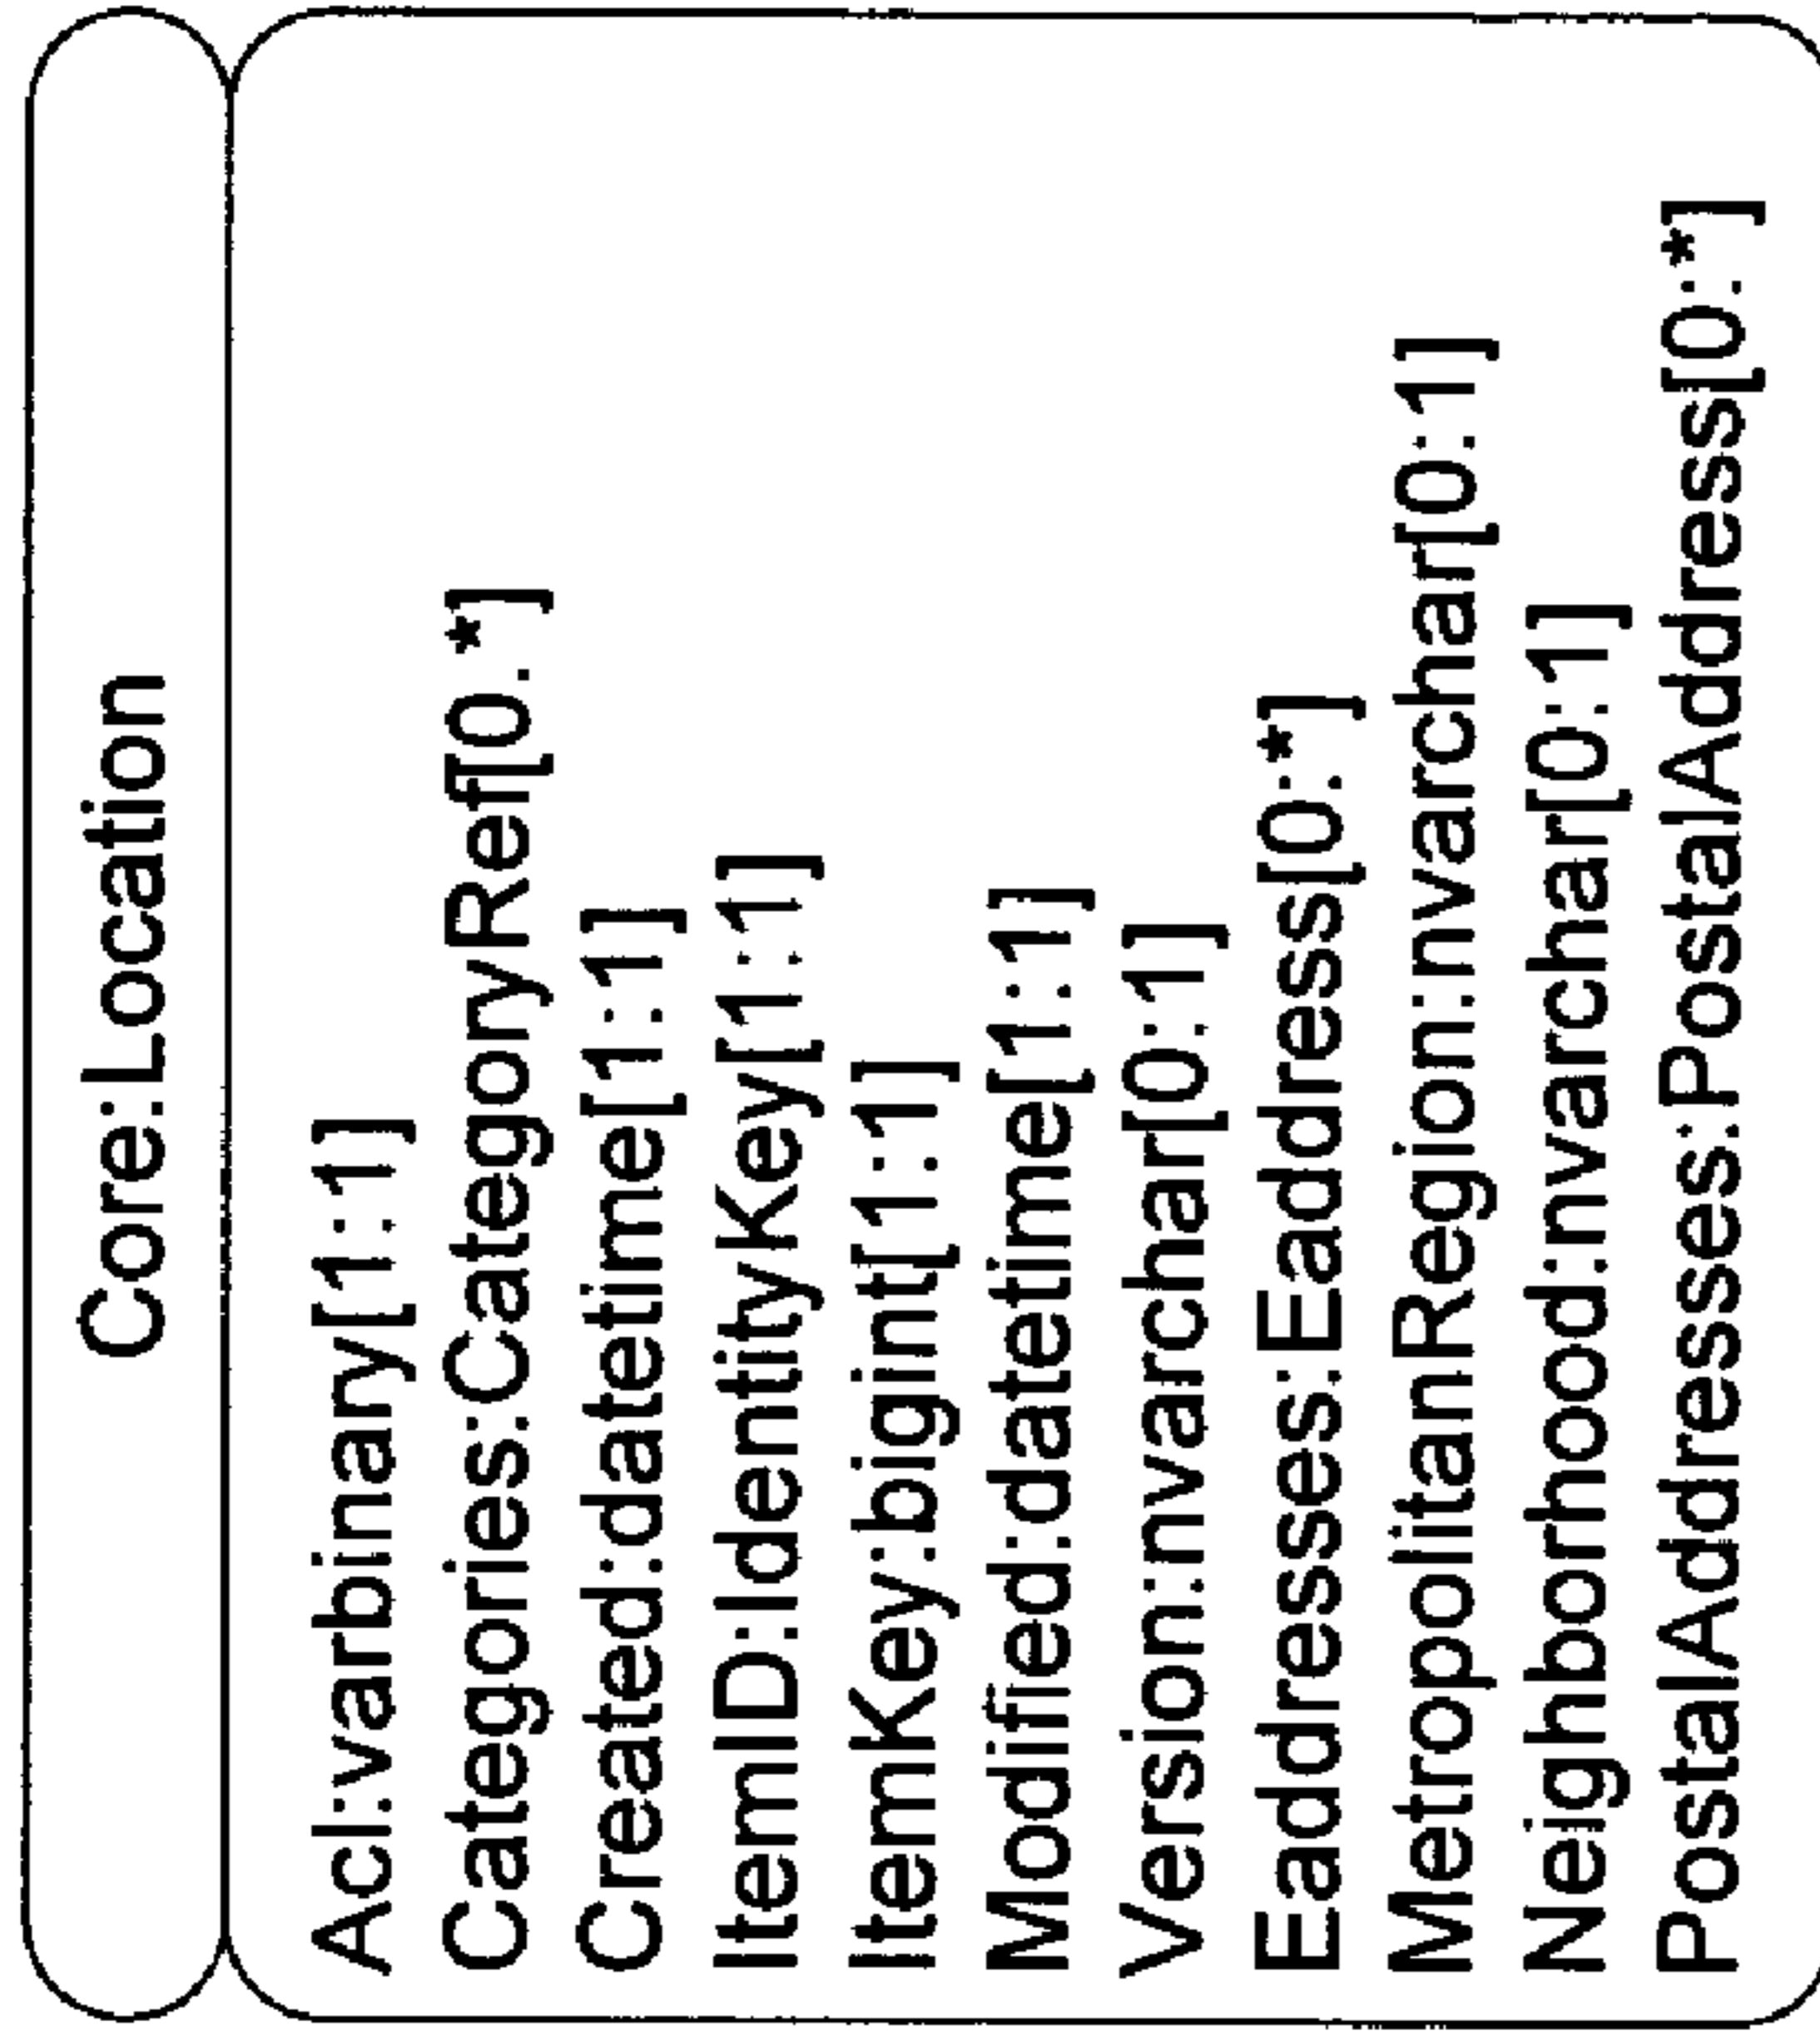 Core:Location
Acl:varbinary[1:1]
Categories:CategoryRef[0.*]
Created:datetime[1:1]
ItemID:IdentityKey[1:1]
ItemKey:bigint[1:1]
Modified:datetime[1:1]
Version:nvarchar[0:1]
Eaddresses:Eaddress[0:*]
MetropolitanRegion:nvarchar[0:1]
Neighborhood:nvarchar[0:1]
PostalAddresses:PostalAddress[0:*]